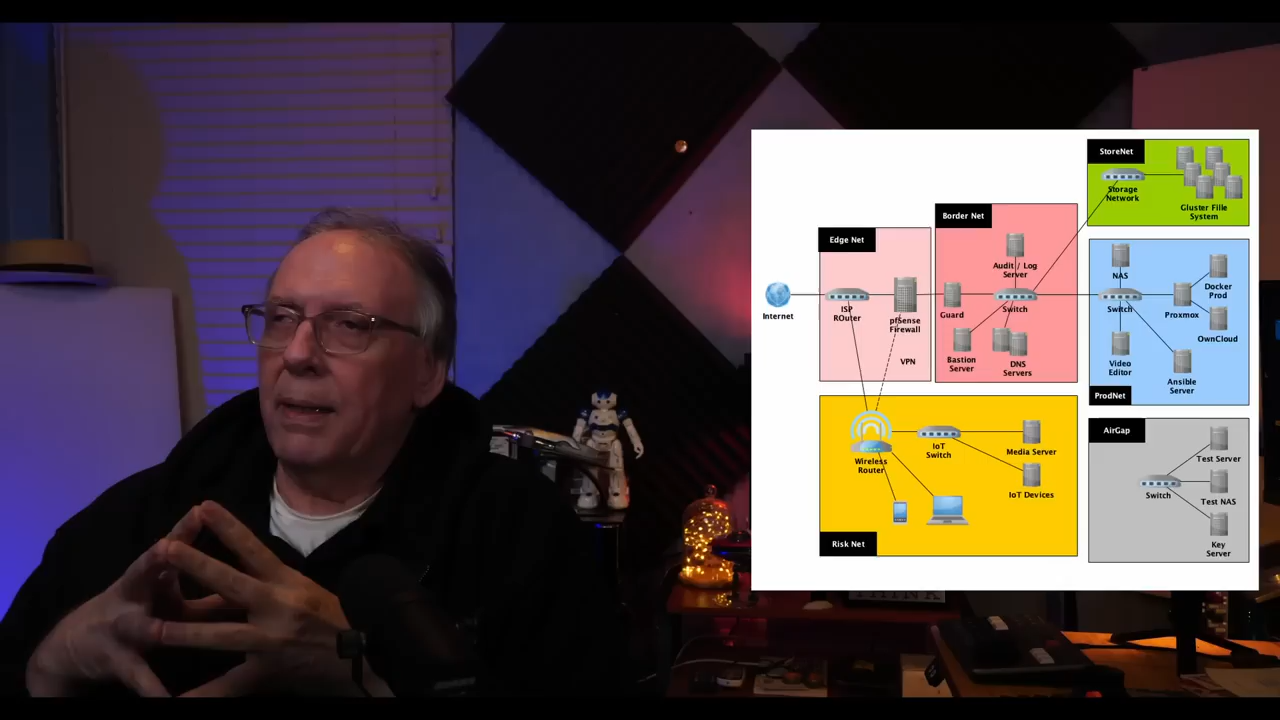 StoreNet
Storage
Network
Gluster Fille
System
Border Net
Audit / Log
Server
Guard
Switch
Bastion
Server
DNS
Servers
Edge Net
Internet
ISP
ROuter
pfSense
Firewall
VPN
NAS
Switch
Proxmox
Docker
Prod
OwnCloud
Video
Editor
Ansible
Server
ProdNet
Wireless
Router
IoT
Switch
Media Server
IoT Devices
Risk Net
AirGap
Switch
Test Server
Test NAS
Key
Server
THINK